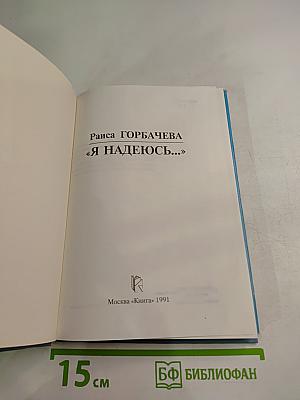 Раиса ГОРБАЧЕВА
«Я НАДЕЮСЬ...»
Москва «Книга» 1991
15 см
БФ БИБЛИОФАН